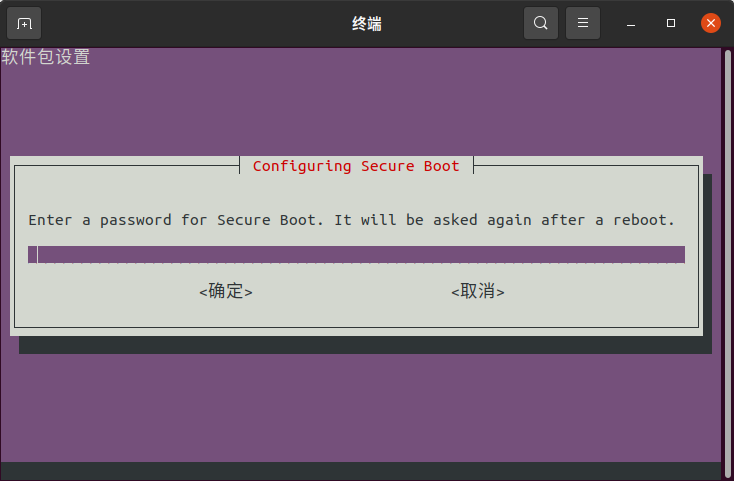 终端
软件包设置
Configuring Secure Boot
Enter a password for Secure Boot. It will be asked again after a reboot.
<确定> <取消>